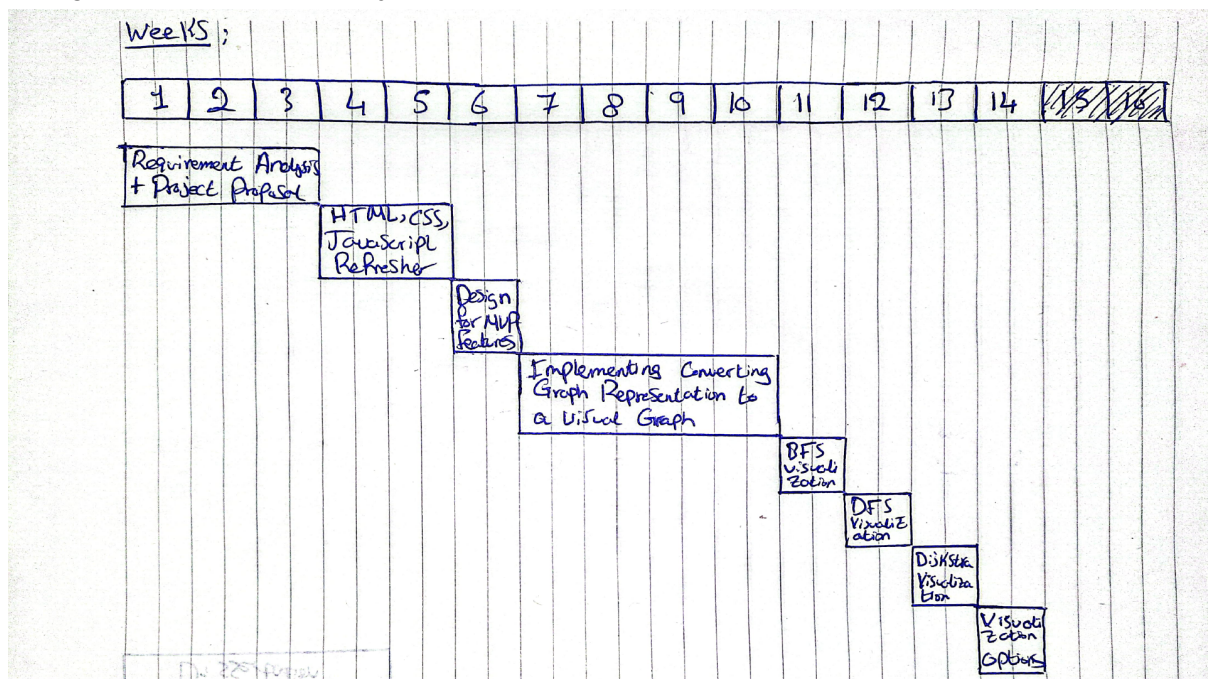 Weeks;
1 2 3 4 5 6 7 8 9 10 11 12 13 14 15 16
Requirement Analysis
+ Project Proposal
HTML, CSS,
JavaScript
Refresher
Design
for MVP
features
Implementing Converting
Graph Representation to
a Visual Graph
BFS
visuali
zation
DFS
Visualiz
ation
Dijkstra
Visualiza
tion
Visuali
zation
options